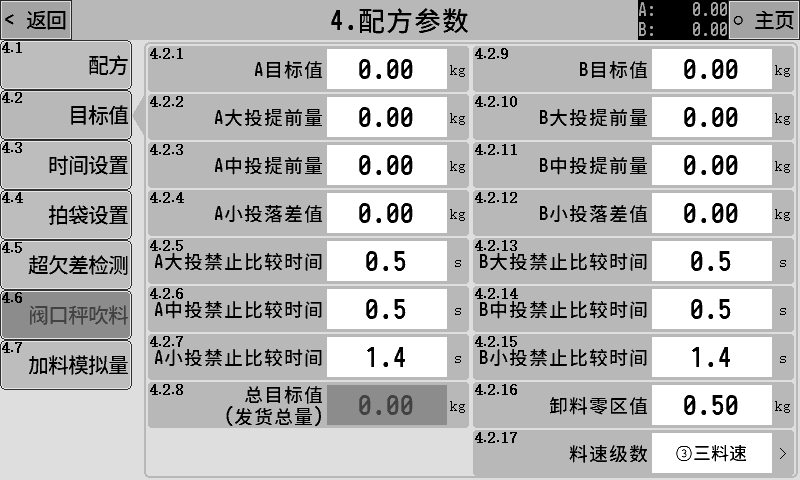 < 返回
4.配方参数
A: 0.00
B: 0.00
○ 主页
4.1
配方
4.2
目标值
4.3
时间设置
4.4
拍袋设置
4.5
超欠差检测
4.6
阀口秤吹料
4.7
加料模拟量
4.2.1
A目标值 0.00 kg
4.2.2
A大投提前量 0.00 kg
4.2.3
A中投提前量 0.00 kg
4.2.4
A小投落差值 0.00 kg
4.2.5
A大投禁止比较时间 0.5 s
4.2.6
A中投禁止比较时间 0.5 s
4.2.7
A小投禁止比较时间 1.4 s
4.2.8
总目标值
(发货总量) 0.00 kg
4.2.9
B目标值 0.00 kg
4.2.10
B大投提前量 0.00 kg
4.2.11
B中投提前量 0.00 kg
4.2.12
B小投落差值 0.00 kg
4.2.13
B大投禁止比较时间 0.5 s
4.2.14
B中投禁止比较时间 0.5 s
4.2.15
B小投禁止比较时间 1.4 s
4.2.16
卸料零区值 0.50 kg
4.2.17
料速级数 ③三料速 >